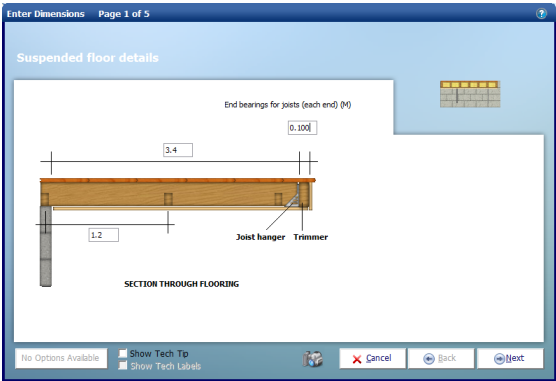 Enter Dimensions Page 1 of 5
?
Suspended floor details
End bearings for joists (each end) (M)
0.100
3.4
1.2
Joist hanger Trimmer
SECTION THROUGH FLOORING
No Options Available
Show Tech Tip
Show Tech Labels
Cancel
Back
Next